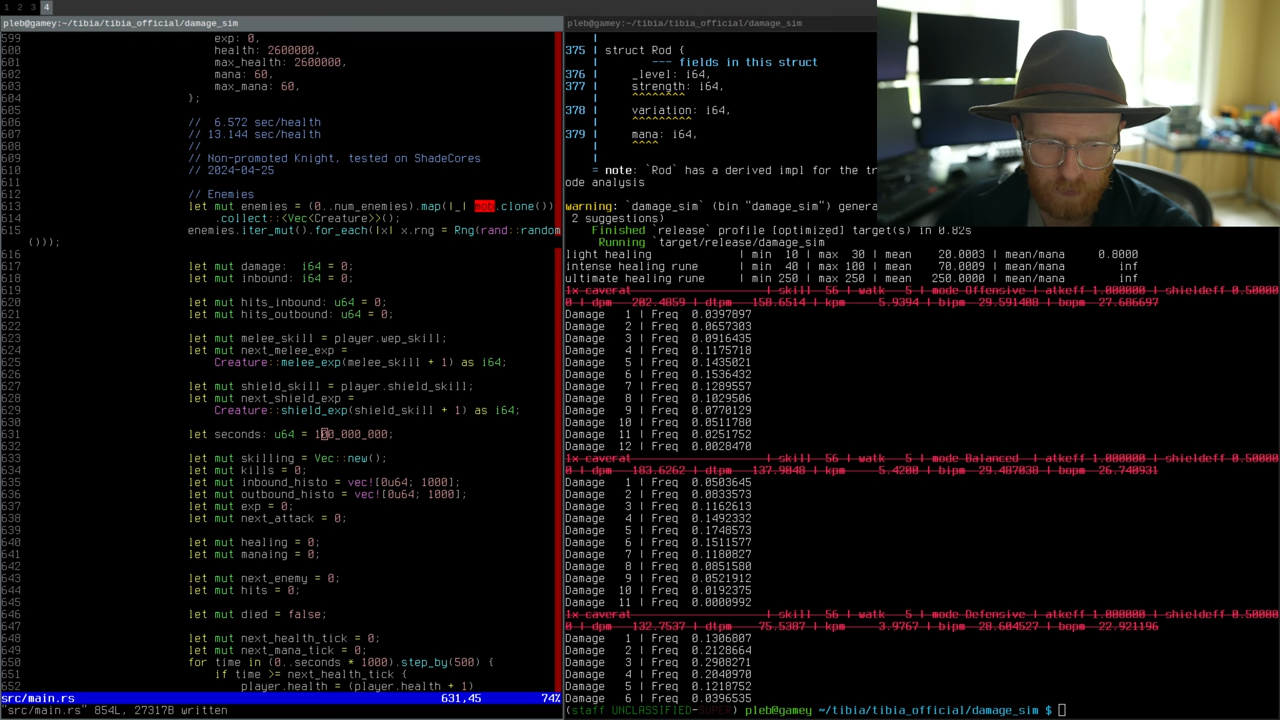 1 2 3 4
pleb@gamey:~/tibia/tibia_official/damage_sim
599 exp: 0,
600 health: 2600000,
601 max_health: 2600000,
602 mana: 60,
603 max_mana: 60,
604 };
605
606 //  6.572 sec/health
607 // 13.144 sec/health
608 //
609 // Non-promoted Knight, tested on ShadeCores
610 // 2024-04-25
611
612 // Enemies
613 let mut enemies = (0..num_enemies).map(|_| mob.clone())
614 .collect::<Vec<Creature>>();
615 enemies.iter_mut().for_each(|x| x.rng = Rng(rand::random
()));
616
617 let mut damage:  i64 = 0;
618 let mut inbound: i64 = 0;
619
620 let mut hits_inbound: u64 = 0;
621 let mut hits_outbound: u64 = 0;
622
623 let mut melee_skill = player.wep_skill;
624 let mut next_melee_exp =
625 Creature::melee_exp(melee_skill + 1) as i64;
626
627 let mut shield_skill = player.shield_skill;
628 let mut next_shield_exp =
629 Creature::shield_exp(shield_skill + 1) as i64;
630
631 let seconds: u64 = 100_000_000;
632
633 let mut skilling = Vec::new();
634 let mut kills = 0;
635 let mut inbound_histo = vec![0u64; 1000];
636 let mut outbound_histo = vec![0u64; 1000];
637 let mut exp = 0;
638 let mut next_attack = 0;
639
640 let mut healing = 0;
641 let mut manaing = 0;
642
643 let mut next_enemy = 0;
644 let mut hits = 0;
645
646 let mut died = false;
647
648 let mut next_health_tick = 0;
649 let mut next_mana_tick = 0;
650 for time in (0..seconds * 1000).step_by(500) {
651 if time >= next_health_tick {
652 player.health = (player.health + 1)
src/main.rs 631,45 74%
"src/main.rs" 854L, 27317B written
pleb@gamey:~/tibia/tibia_official/damage_sim
|
375 | struct Rod {
| --- fields in this struct
376 | _level: i64,
377 | strength: i64,
| ^^^^^^^^
378 | variation: i64,
| ^^^^^^^^^
379 | mana: i64,
| ^^^^
|
= note: `Rod` has a derived impl for the tr
ode analysis
warning: `damage_sim` (bin "damage_sim") genera
2 suggestions)
Finished `release` profile [optimized] target(s) in 0.82s
Running `target/release/damage_sim`
light healing | min  10 | max  30 | mean  20.0003 | mean/mana 0.8000
intense healing rune | min  40 | max 100 | mean  70.0009 | mean/mana inf
ultimate healing rune | min 250 | max 250 | mean 250.0000 | mean/mana inf
1x caverat | skill  56 | watk   5 | mode Offensive | atkeff 1.000000 | shieldeff 0.50000
0 | dpm  202.4859 | dtpm  158.6514 | kpm    5.9394 | bipm  29.591408 | bopm  27.686697
Damage   1 | Freq  0.0397897
Damage   2 | Freq  0.0657303
Damage   3 | Freq  0.0916435
Damage   4 | Freq  0.1175718
Damage   5 | Freq  0.1435021
Damage   6 | Freq  0.1536432
Damage   7 | Freq  0.1289557
Damage   8 | Freq  0.1029506
Damage   9 | Freq  0.0770129
Damage  10 | Freq  0.0511780
Damage  11 | Freq  0.0251752
Damage  12 | Freq  0.0028470
1x caverat | skill  56 | watk   5 | mode Balanced | atkeff 1.000000 | shieldeff 0.50000
0 | dpm  183.6262 | dtpm  137.9048 | kpm    5.4200 | bipm  29.487038 | bopm  26.740931
Damage   1 | Freq  0.0503645
Damage   2 | Freq  0.0833573
Damage   3 | Freq  0.1162613
Damage   4 | Freq  0.1492332
Damage   5 | Freq  0.1748573
Damage   6 | Freq  0.1511577
Damage   7 | Freq  0.1180827
Damage   8 | Freq  0.0851580
Damage   9 | Freq  0.0521912
Damage  10 | Freq  0.0192375
Damage  11 | Freq  0.0000992
1x caverat | skill  56 | watk   5 | mode Defensive | atkeff 1.000000 | shieldeff 0.50000
0 | dpm  132.7537 | dtpm   75.5387 | kpm    3.9767 | bipm  28.604527 | bopm  22.921196
Damage   1 | Freq  0.1306807
Damage   2 | Freq  0.2128664
Damage   3 | Freq  0.2908271
Damage   4 | Freq  0.2040970
Damage   5 | Freq  0.1218752
Damage   6 | Freq  0.0396535
(staff UNCLASSIFIED-SUPER) pleb@gamey ~/tibia/tibia_official/damage_sim $